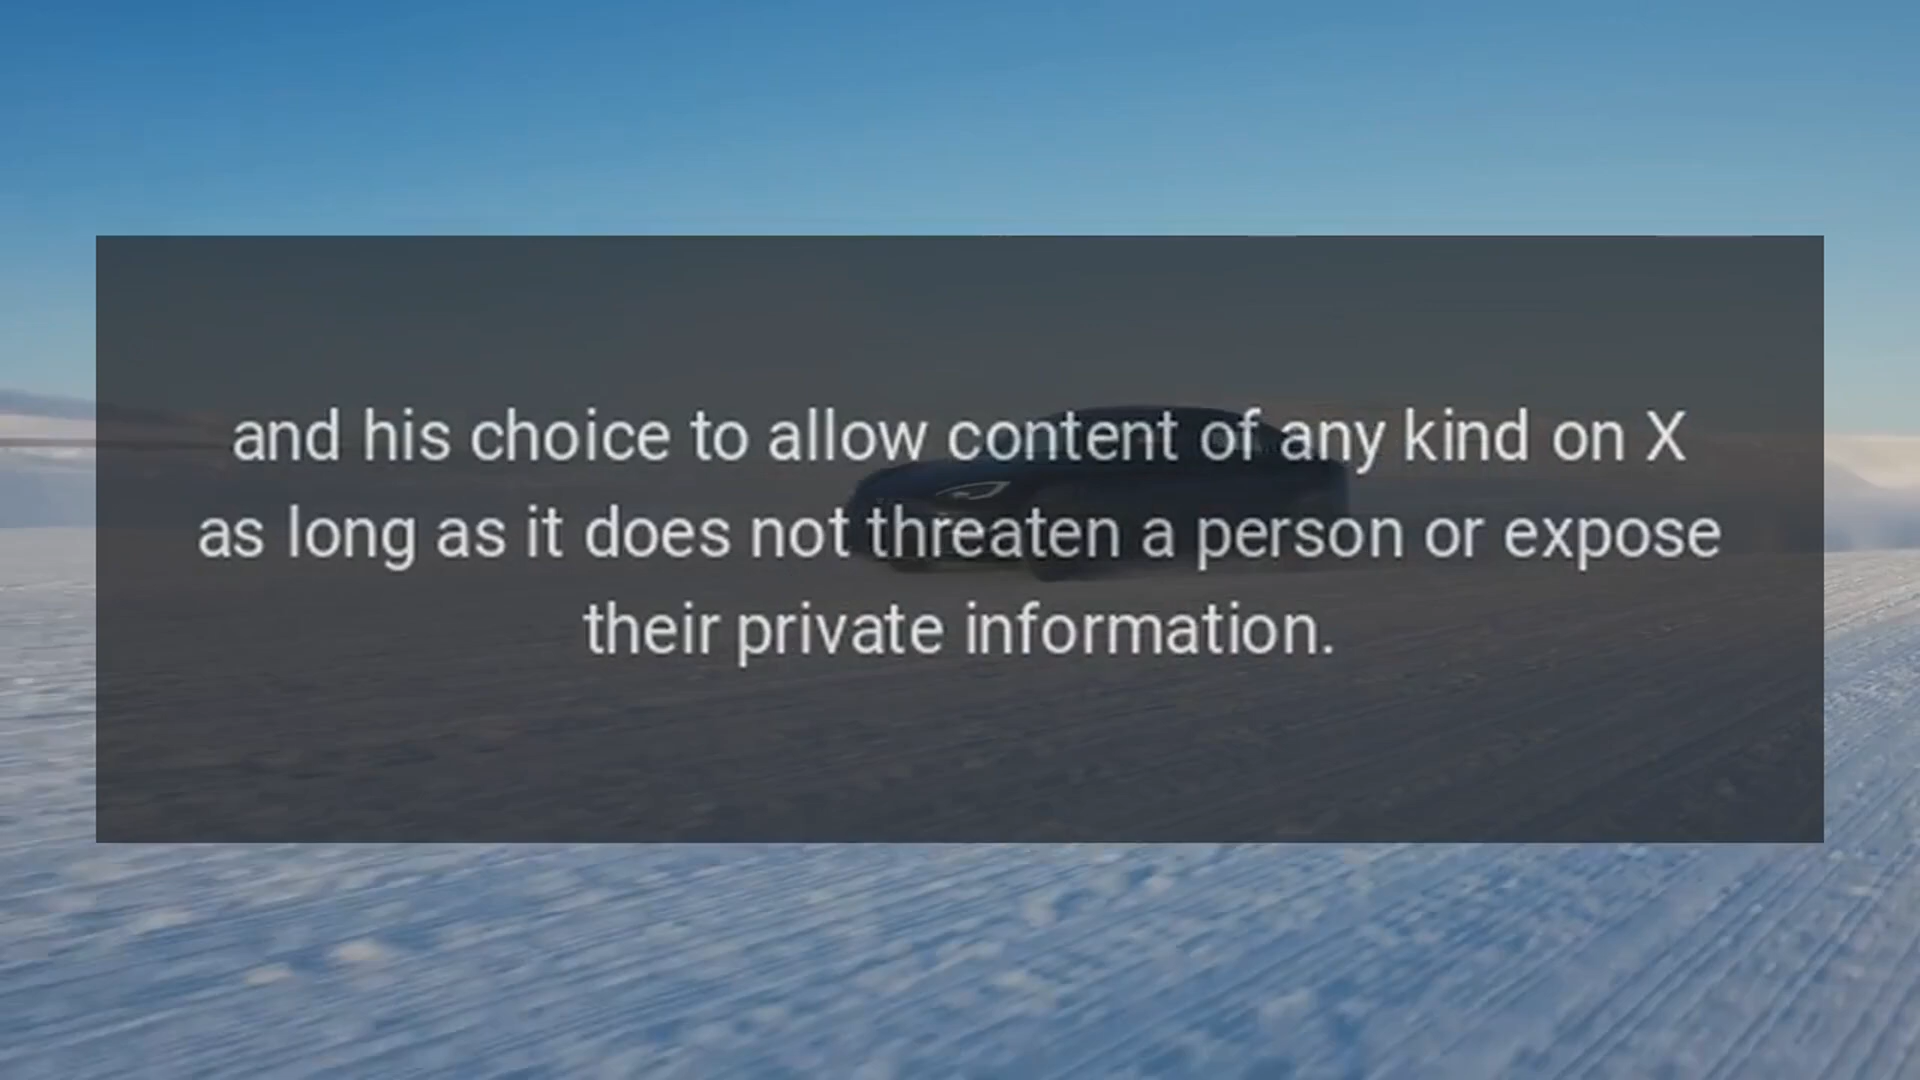 and his choice to allow content of any kind on X
as long as it does not threaten a person or expose
their private information.